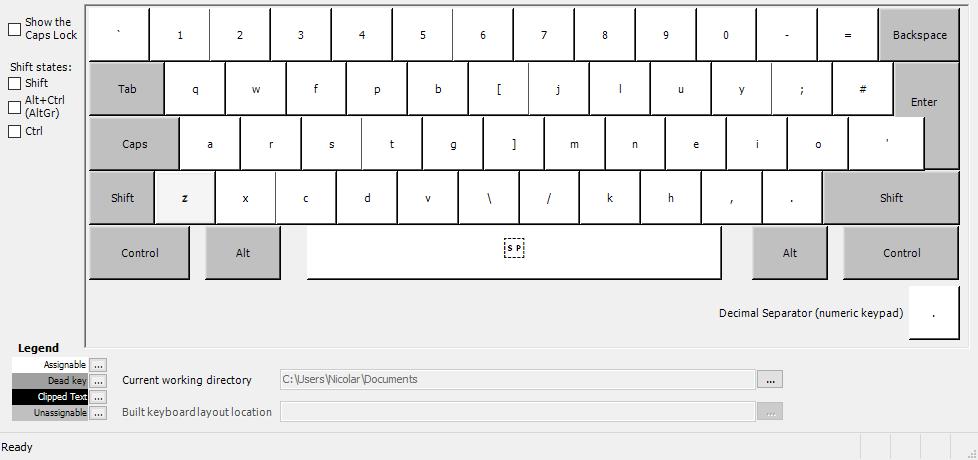 Show the
Caps Lock
Shift states:
Shift
Alt+Ctrl
(AltGr)
Ctrl
` 1 2 3 4 5 6 7 8 9 0 - = Backspace
Tab q w f p b [ j l u y ; # Enter
Caps a r s t g ] m n e i o '
Shift z x c d v \ / k h , . Shift
Control Alt SP Alt Control
Decimal Separator (numeric keypad) .
Legend
Assignable ...
Dead key ...
Clipped Text ...
Unassignable ...
Current working directory C:\Users\Nicolar\Documents ...
Built keyboard layout location ...
Ready